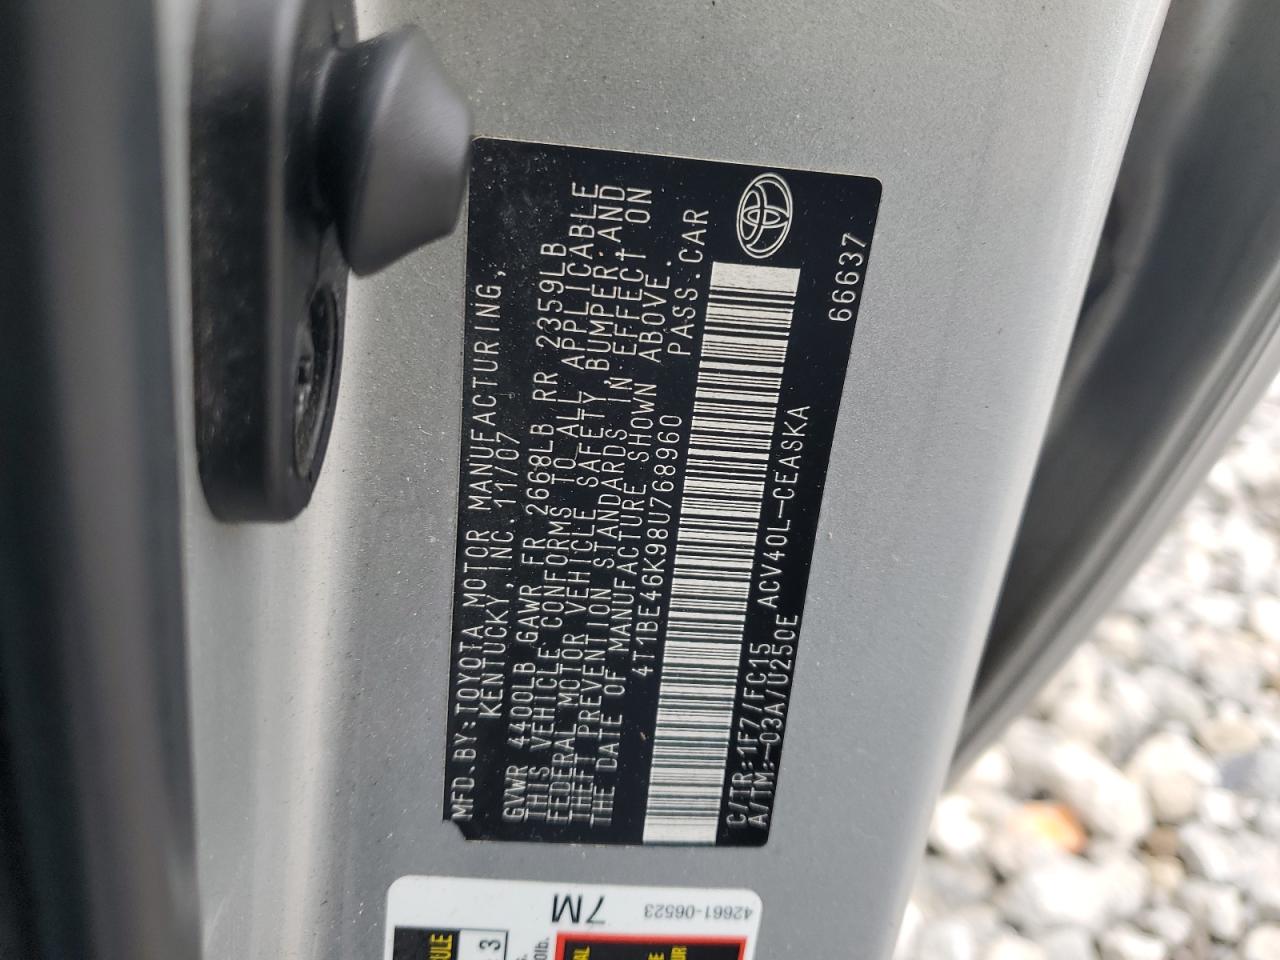 MFD.BY:TOYOTA MOTOR MANUFACTURING,
KENTUCKY, INC. 11/07
GVWR 4400LB GAWR FR 2668LB RR 2359LB
THIS VEHICLE CONFORMS TO ALL APPLICABLE
FEDERAL MOTOR VEHICLE SAFETY, BUMPER, AND
THEFT PREVENTION STANDARDS IN EFFECT ON
THE DATE OF MANUFACTURE SHOWN ABOVE.
4T1BE46K98U768960 PASS.CAR
C/TR:1F7/FC15 ACV40L-CEASKA
A/TM:-03A/U250E
66637
42661-06523
7M
3